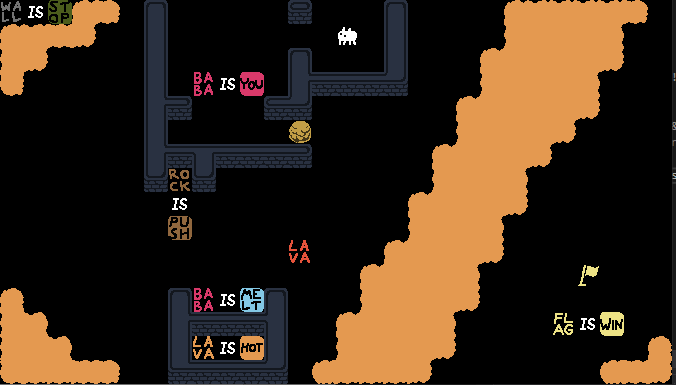 WALL IS STOP
BABA IS YOU
ROCK
IS
PUSH
LAVA
BABA IS MELT
FLAG IS WIN
LAVA IS HOT